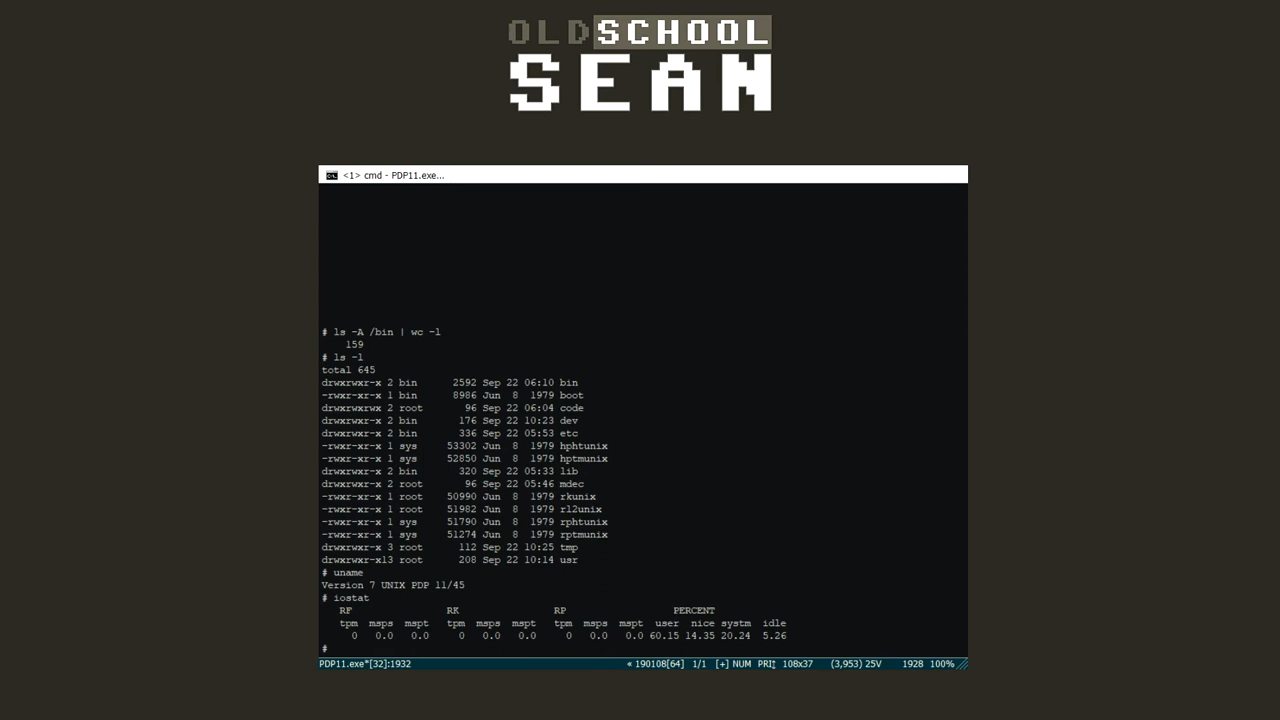 OLDSCHOOL
SEAN
<1> cmd - PDP11.exe...
# ls -A /bin | wc -l
159
# ls -l
total 645
drwxrwxr-x 2 bin 2592 Sep 22 06:10 bin
-rwxr-xr-x 1 bin 8986 Jun 8 1979 boot
drwxrwxrwx 2 root 96 Sep 22 06:04 code
drwxrwxr-x 2 bin 176 Sep 22 10:23 dev
drwxrwxr-x 2 bin 336 Sep 22 05:53 etc
-rwxr-xr-x 1 sys 53302 Jun 8 1979 hphtunix
-rwxr-xr-x 1 sys 52850 Jun 8 1979 hptmunix
drwxrwxr-x 2 bin 320 Sep 22 05:33 lib
drwxrwxr-x 2 root 96 Sep 22 05:46 mdec
-rwxr-xr-x 1 root 50990 Jun 8 1979 rkunix
-rwxr-xr-x 1 root 51982 Jun 8 1979 rl2unix
-rwxr-xr-x 1 sys 51790 Jun 8 1979 rphtunix
-rwxr-xr-x 1 sys 51274 Jun 8 1979 rptmunix
drwxrwxr-x 3 root 112 Sep 22 10:25 tmp
drwxrwxr-x13 root 208 Sep 22 10:14 usr
# uname
Version 7 UNIX PDP 11/45
# iostat
RF RK RP PERCENT
tpm msps mspt tpm msps mspt tpm msps mspt user nice systm idle
0 0.0 0.0 0 0.0 0.0 0 0.0 0.0 60.15 14.35 20.24 5.26
#
PDP11.exe*[32]:1932 « 190108[64] 1/1 [+] NUM PRI↕ 108x37 (3,953) 25V 1928 100%